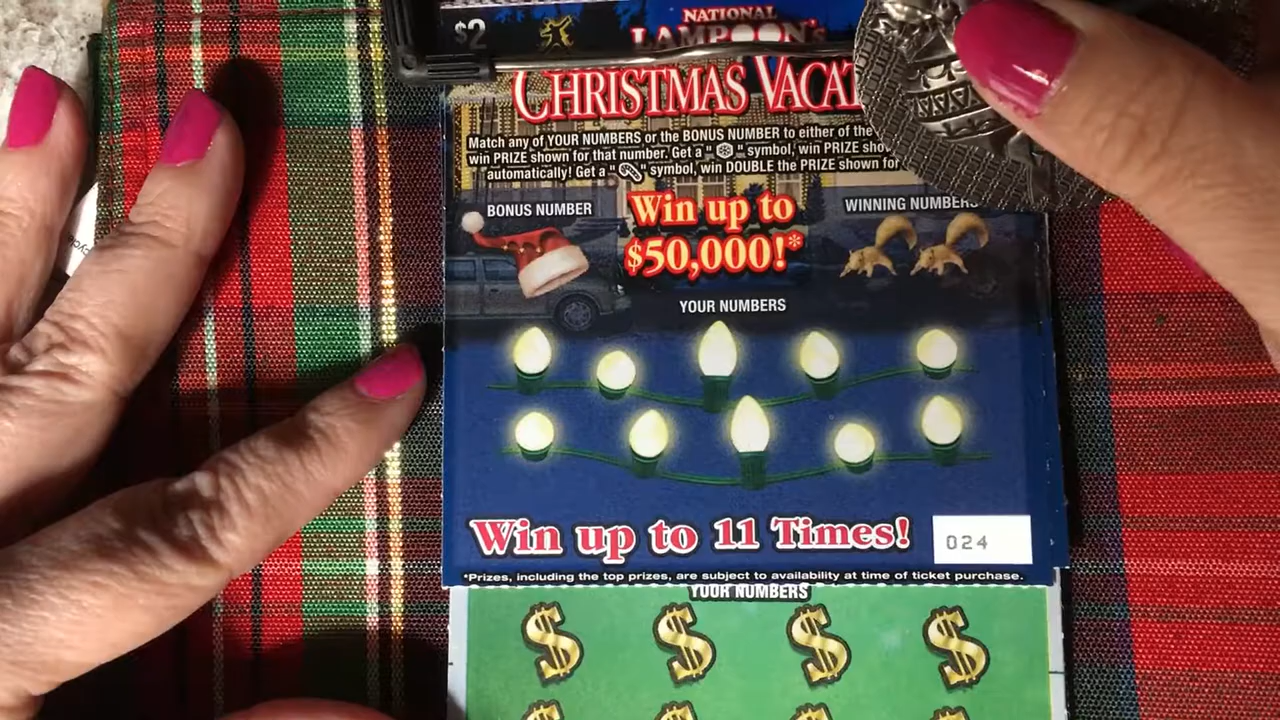 $2
NATIONAL
LAMPOON's
CHRISTMAS VACAT
Match any of YOUR NUMBERS or the BONUS NUMBER to either of the
win PRIZE shown for that number. Get a " " symbol, win PRIZE sho
automatically! Get a " " symbol, win DOUBLE the PRIZE shown for
BONUS NUMBER
Win up to
$50,000!*
WINNING NUMBERS
YOUR NUMBERS
Win up to 11 Times!
024
*Prizes, including the top prizes, are subject to availability at time of ticket purchase.
YOUR NUMBERS
$ $ $ $